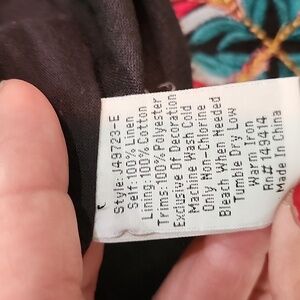 Style: J49723-E
Self: 100% Linen
Lining: 100% Cotton
Trims: 100% Polyester
Exclusive Of Decoration
Machine Wash Cold
Only Non-Chlorine
Bleach When Needed
Tumble Dry Low
Warm Iron
Rn# 149414
Made In China